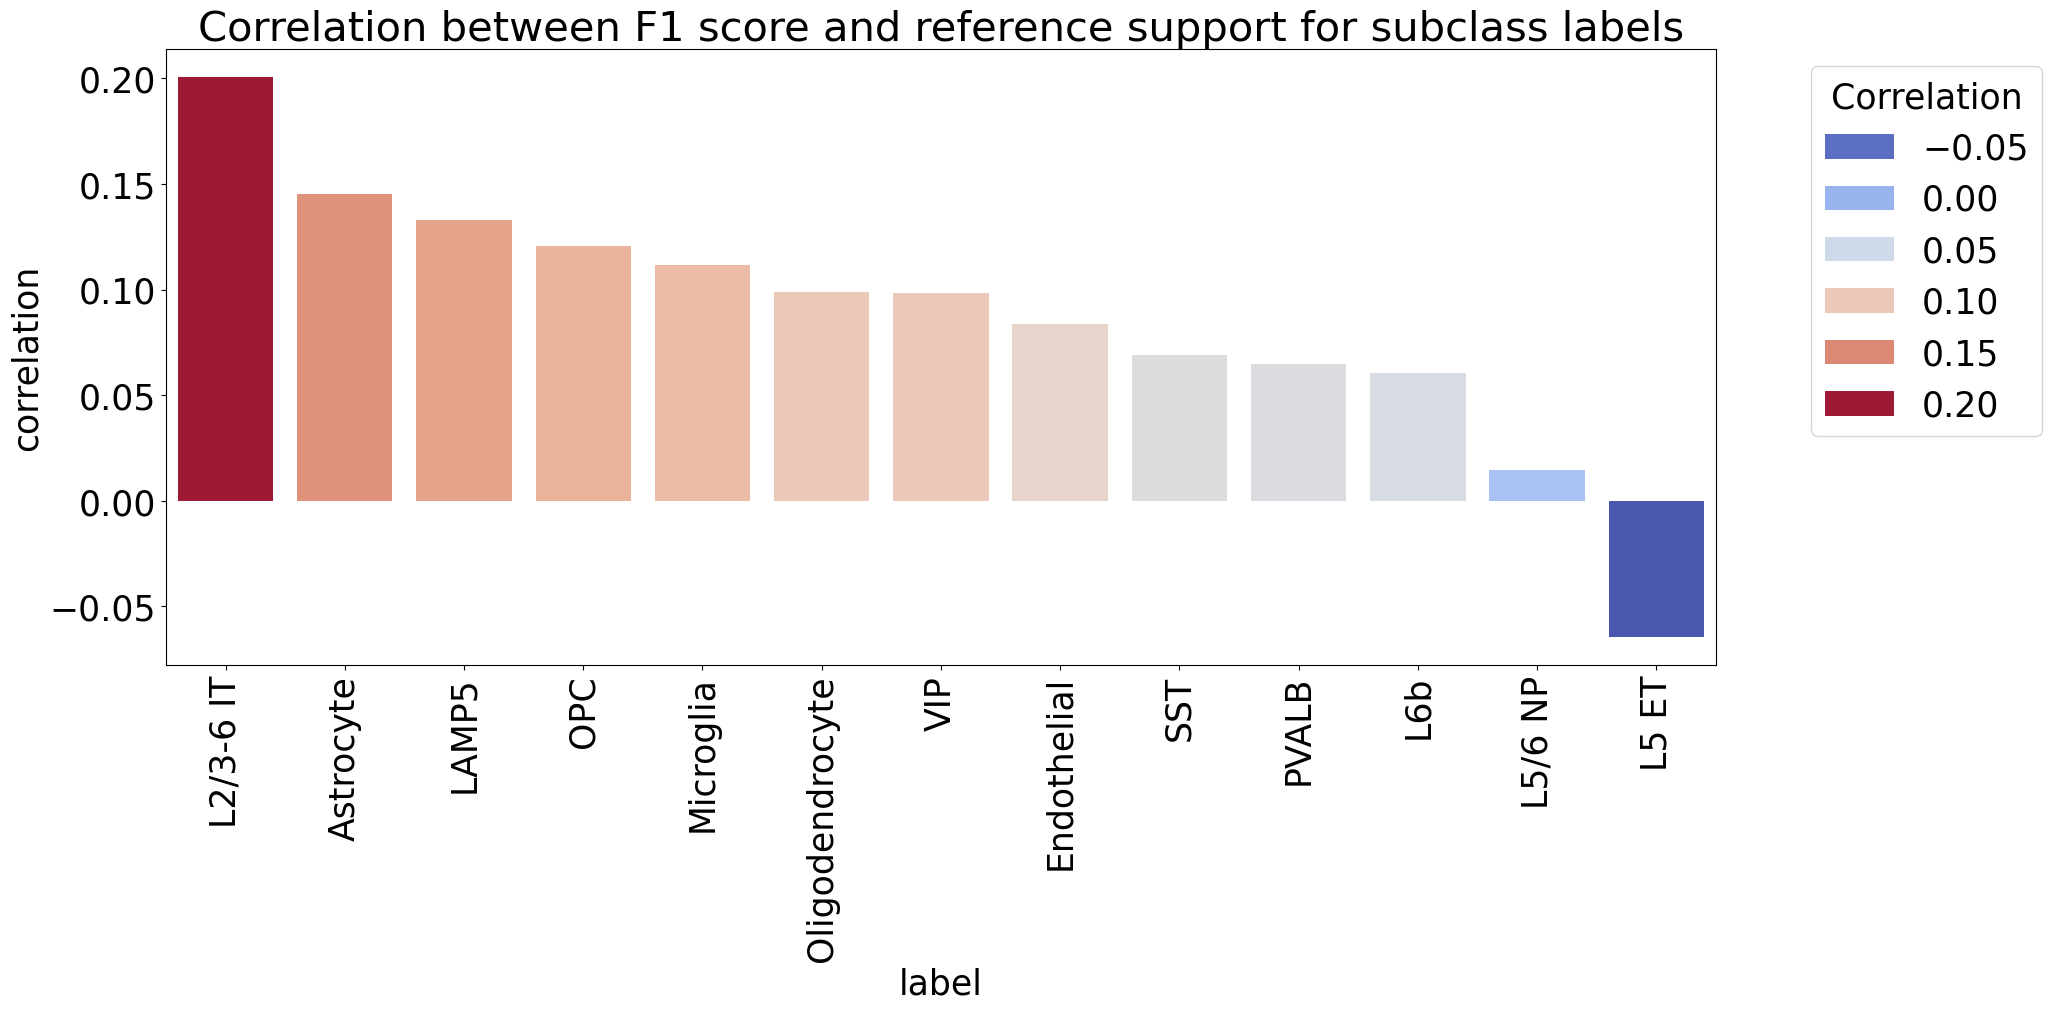 Correlation between F1 score and reference support for subclass labels
correlation
0.20
0.15
0.10
0.05
0.00
−0.05
L2/3-6 IT
Astrocyte
LAMP5
OPC
Microglia
Oligodendrocyte
VIP
Endothelial
SST
PVALB
L6b
L5/6 NP
L5 ET
label
Correlation
−0.05
0.00
0.05
0.10
0.15
0.20